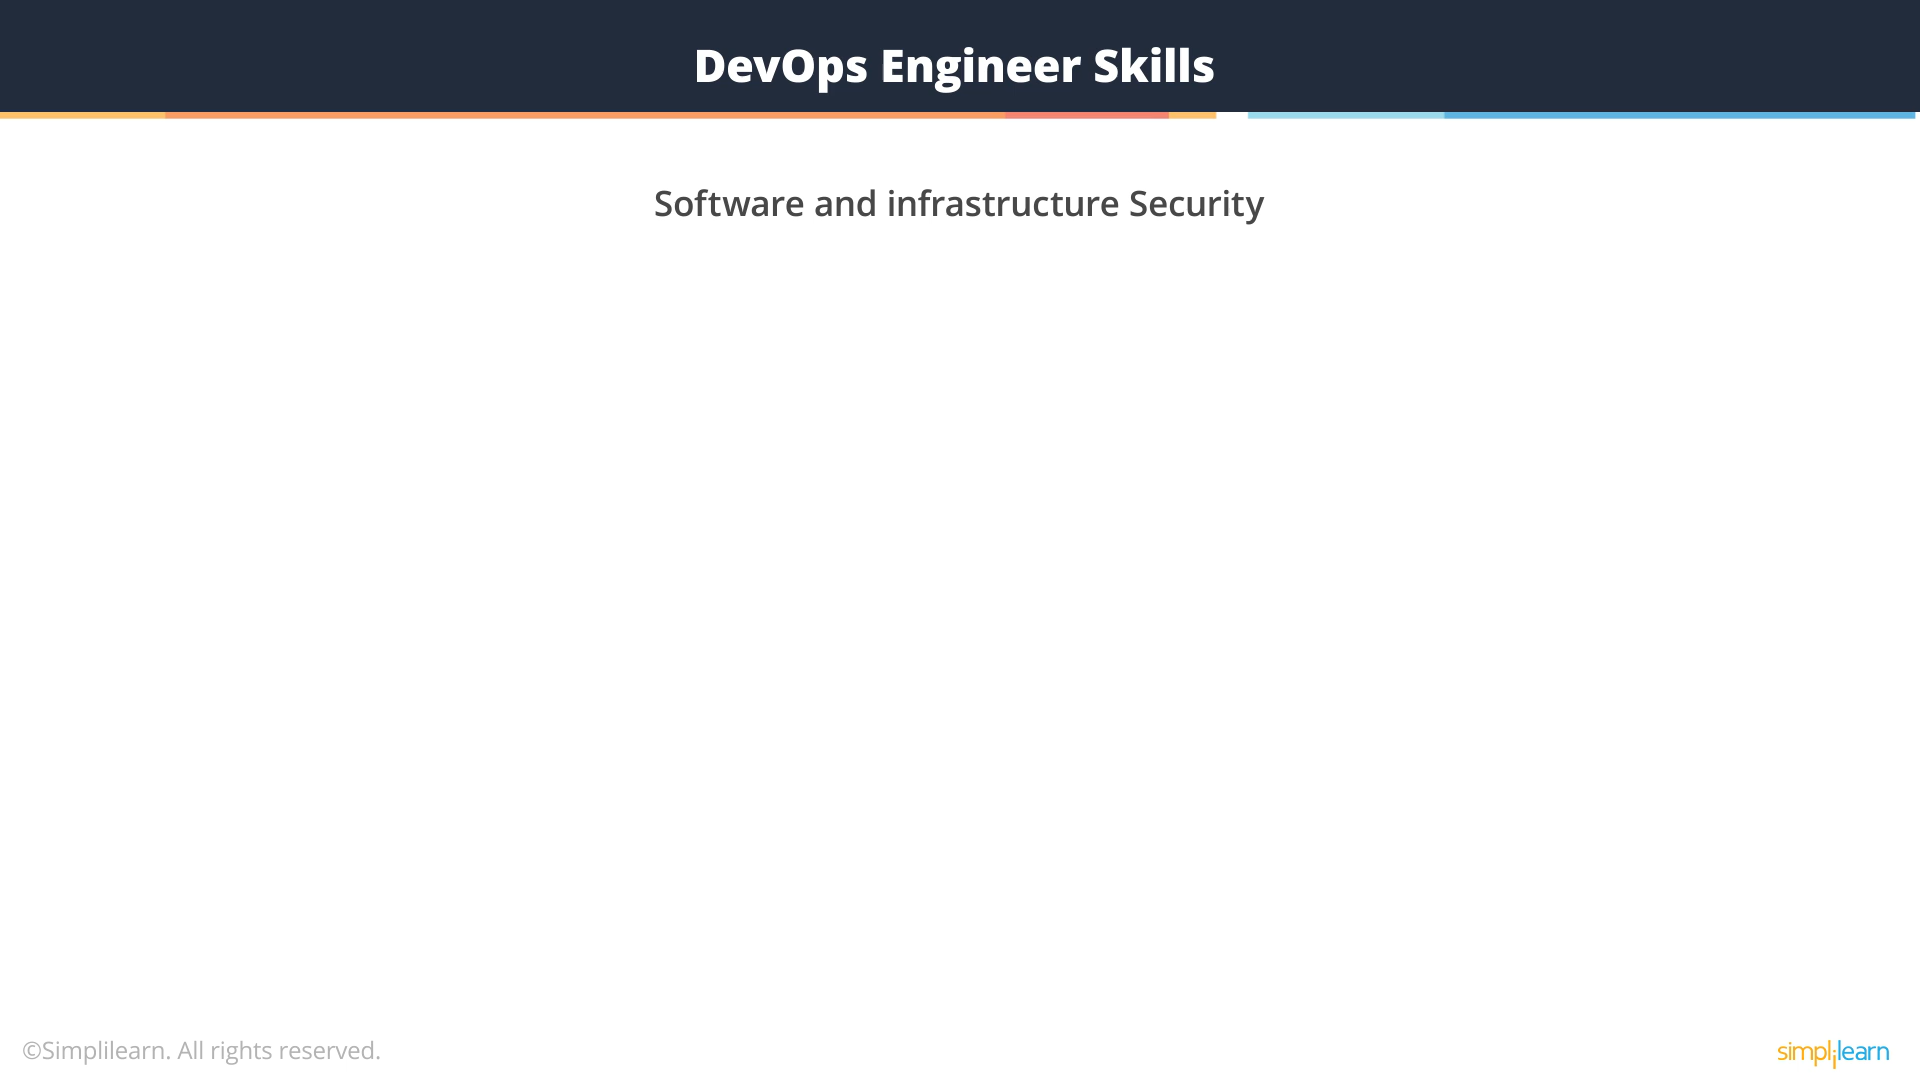 DevOps Engineer Skills
Software and infrastructure Security
©Simplilearn. All rights reserved.
simplilearn